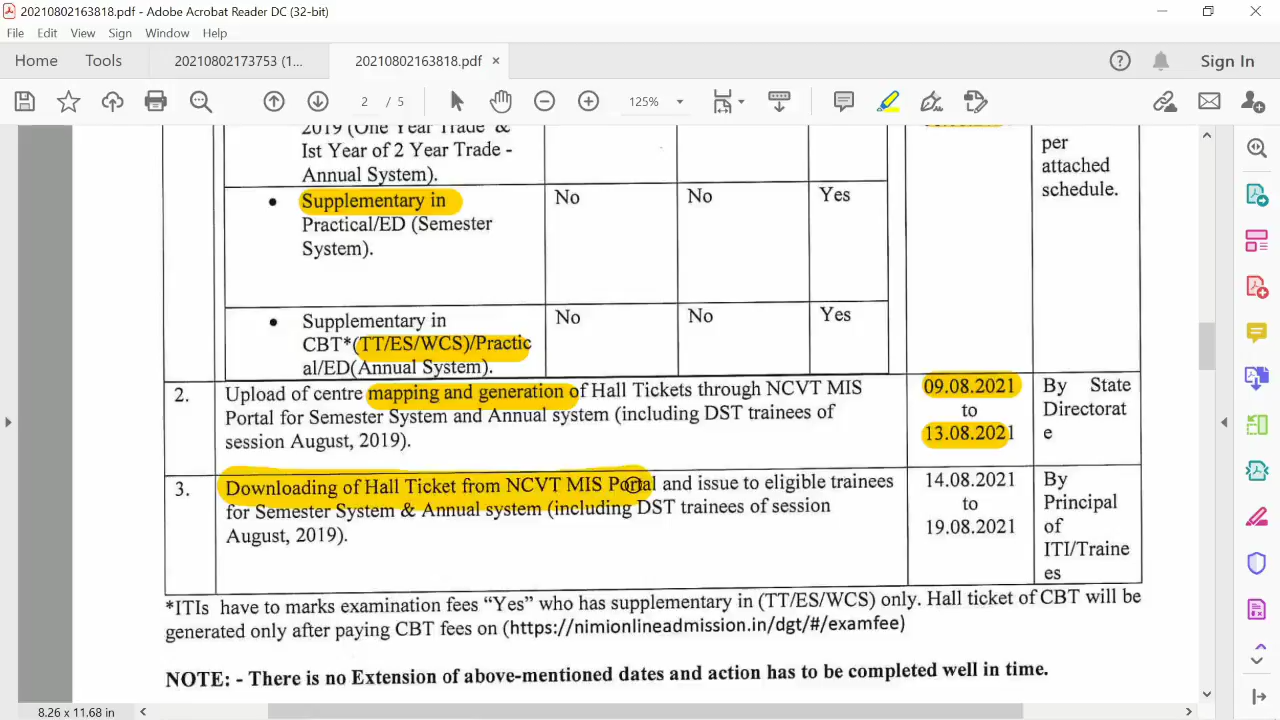 20210802163818.pdf - Adobe Acrobat Reader DC (32-bit)
File Edit View Sign Window Help
Home Tools 20210802173753 (1... 20210802163818.pdf × Sign In
2 / 5 125%
2019 (One Year Trade &
Ist Year of 2 Year Trade -
Annual System).
per
attached
schedule.
• Supplementary in
Practical/ED (Semester
System).
No No Yes
• Supplementary in
CBT*(TT/ES/WCS)/Practic
al/ED(Annual System).
No No Yes
2. Upload of centre mapping and generation of Hall Tickets through NCVT MIS
Portal for Semester System and Annual system (including DST trainees of
session August, 2019).
09.08.2021
to
13.08.2021
By State
Directorat
e
3. Downloading of Hall Ticket from NCVT MIS Portal and issue to eligible trainees
for Semester System & Annual system (including DST trainees of session
August, 2019).
14.08.2021
to
19.08.2021
By
Principal
of
ITI/Traine
es
*ITIs have to marks examination fees “Yes” who has supplementary in (TT/ES/WCS) only. Hall ticket of CBT will be
generated only after paying CBT fees on (https://nimionlineadmission.in/dgt/#/examfee)
NOTE: - There is no Extension of above-mentioned dates and action has to be completed well in time.
8.26 x 11.68 in